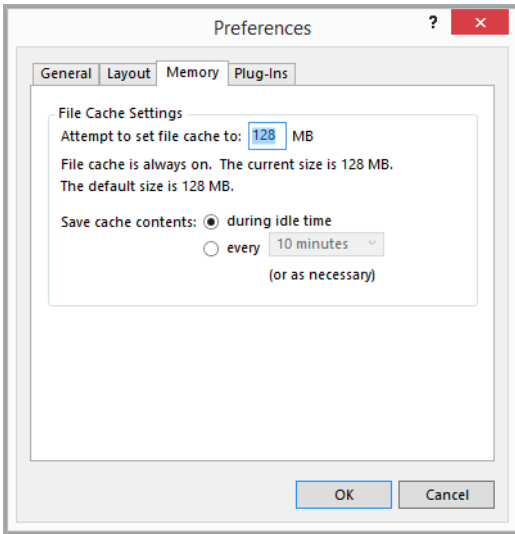 Preferences
?
General Layout Memory Plug-Ins
File Cache Settings
Attempt to set file cache to: 128 MB
File cache is always on. The current size is 128 MB.
The default size is 128 MB.
Save cache contents: during idle time
every 10 minutes
(or as necessary)
OK Cancel